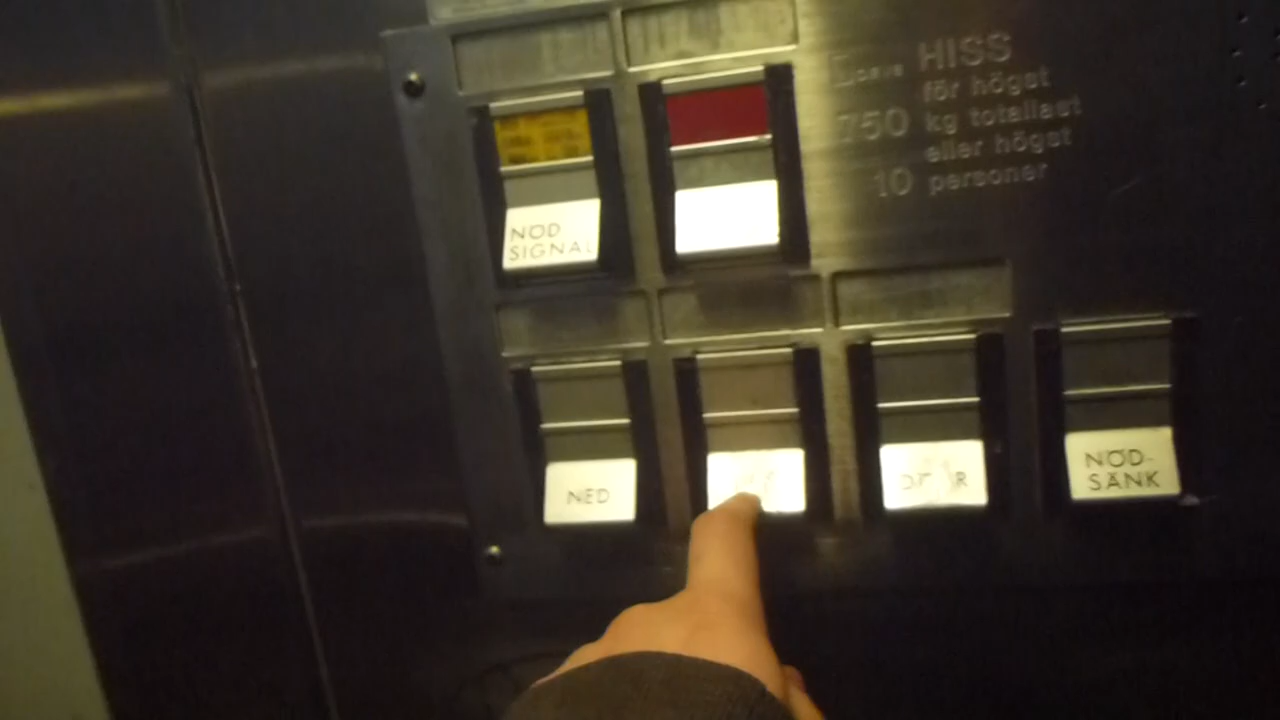 HISS
för högst
750 kg totallast
eller högst
10 personer
NÖD
SIGNAL
NED
NÖD-
SÄNK